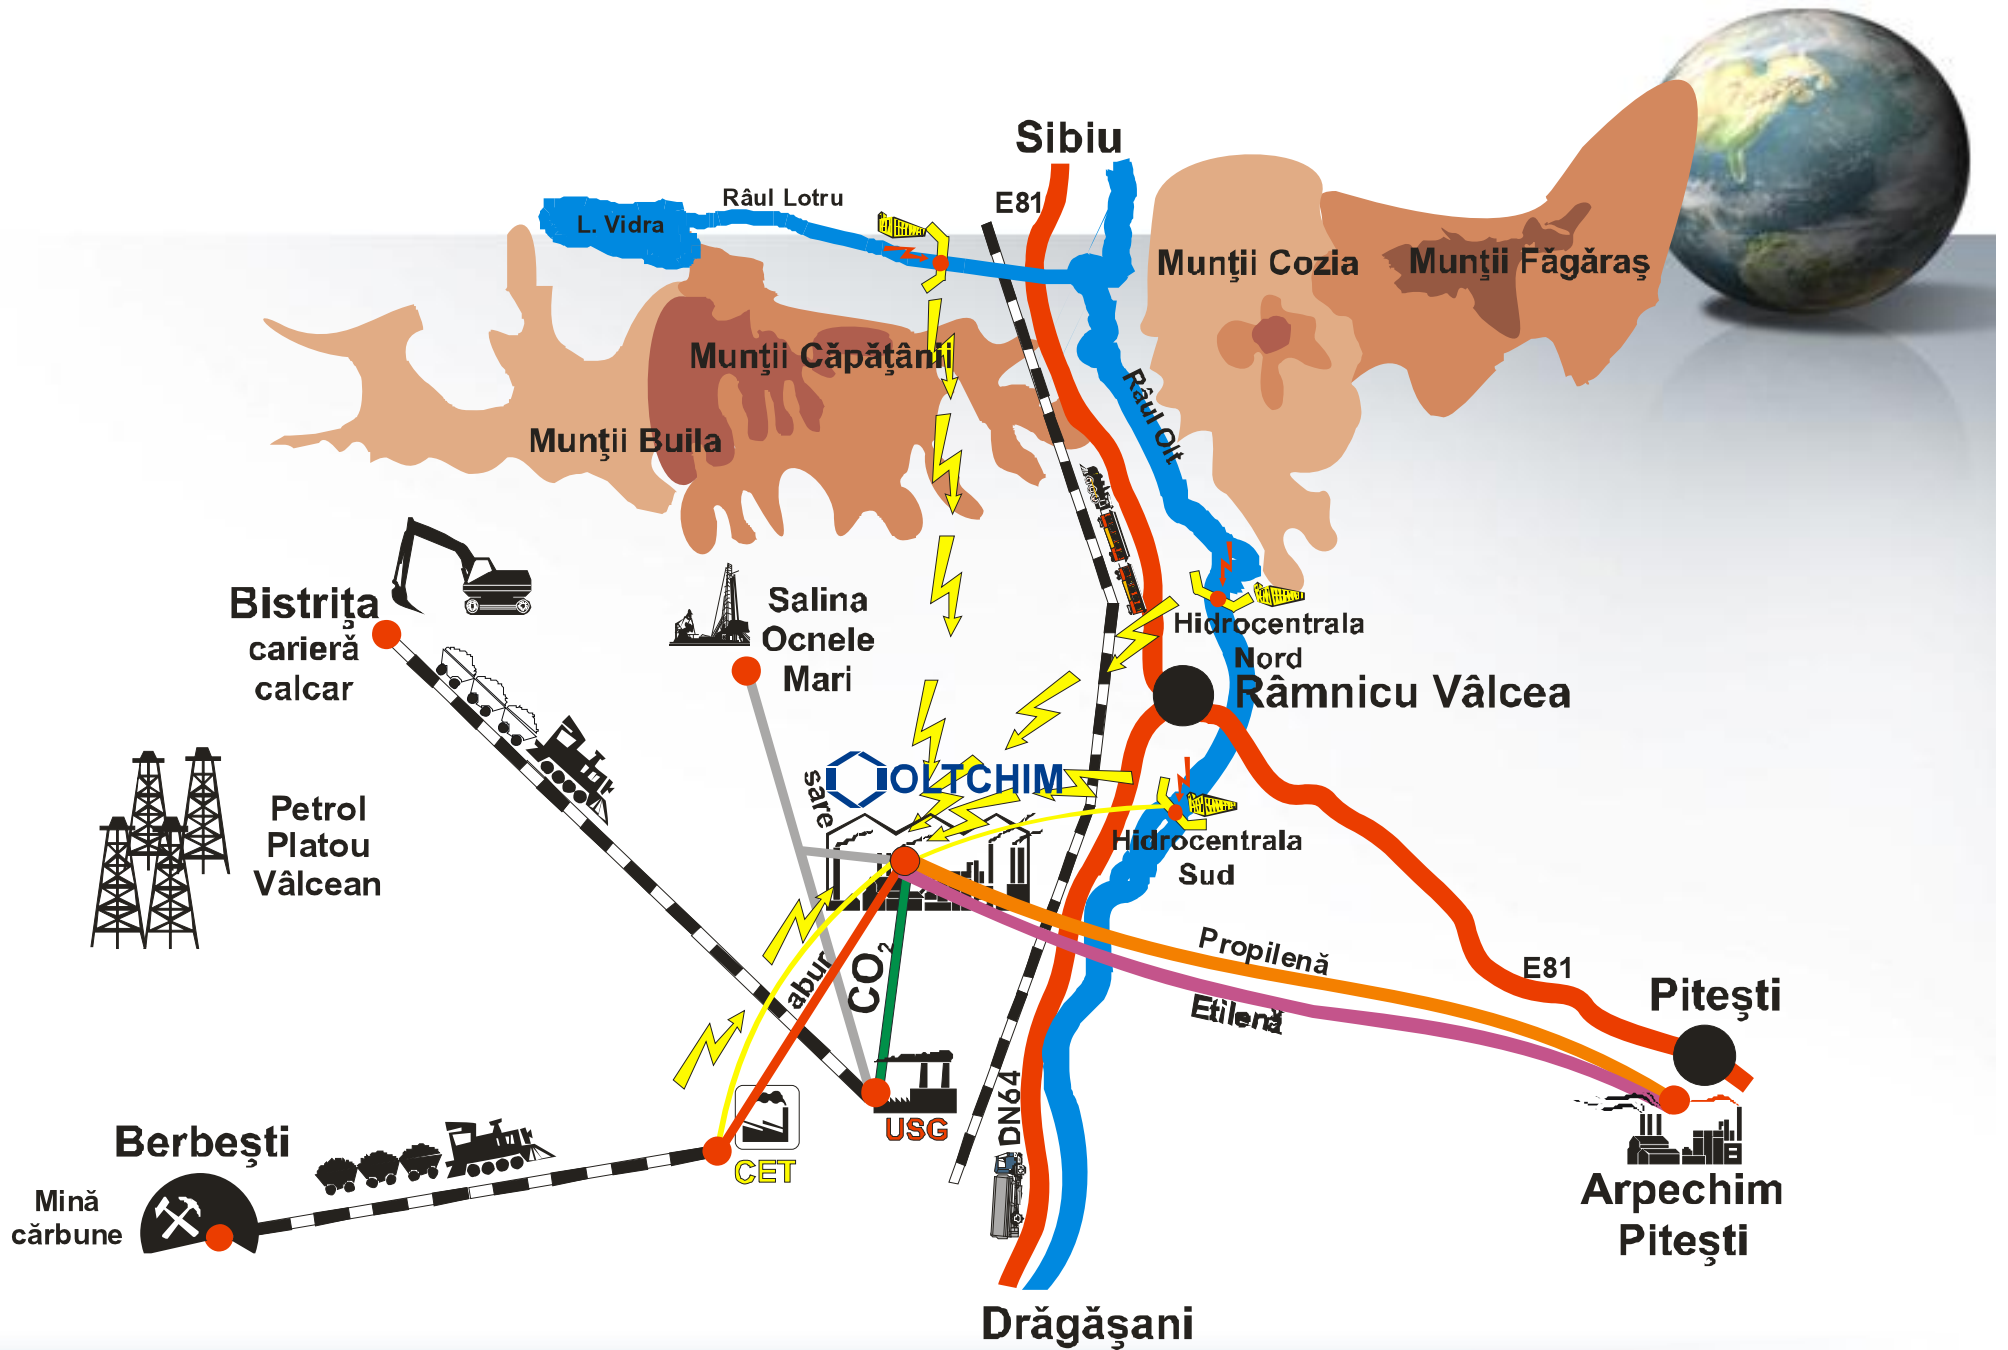 Sibiu
E81
Râul Lotru
L. Vidra
Munţii Cozia
Munţii Făgăraş
Munţii Căpăţânii
Munţii Buila
Râul Olt
Bistriţa
carieră
calcar
Salina
Ocnele
Mari
Hidrocentrala
Nord
Râmnicu Vâlcea
OLTCHIM
sare
Petrol
Platou
Vâlcean
Hidrocentrala
Sud
abur
CO₂
Propilenă
Etilenă
E81
Piteşti
DN64
USG
CET
Berbeşti
Mină
cărbune
Arpechim
Piteşti
Drăgăşani